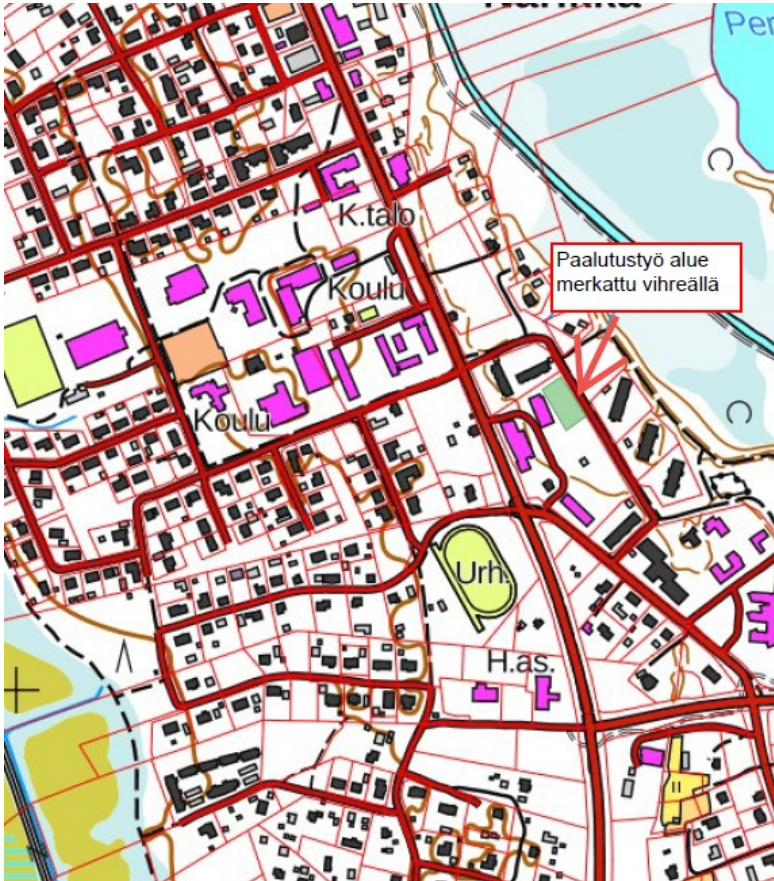 Per
K.talo
Paalutustyö alue
merkattu vihreällä
Koulu
Koulu
Urh.
H.as.